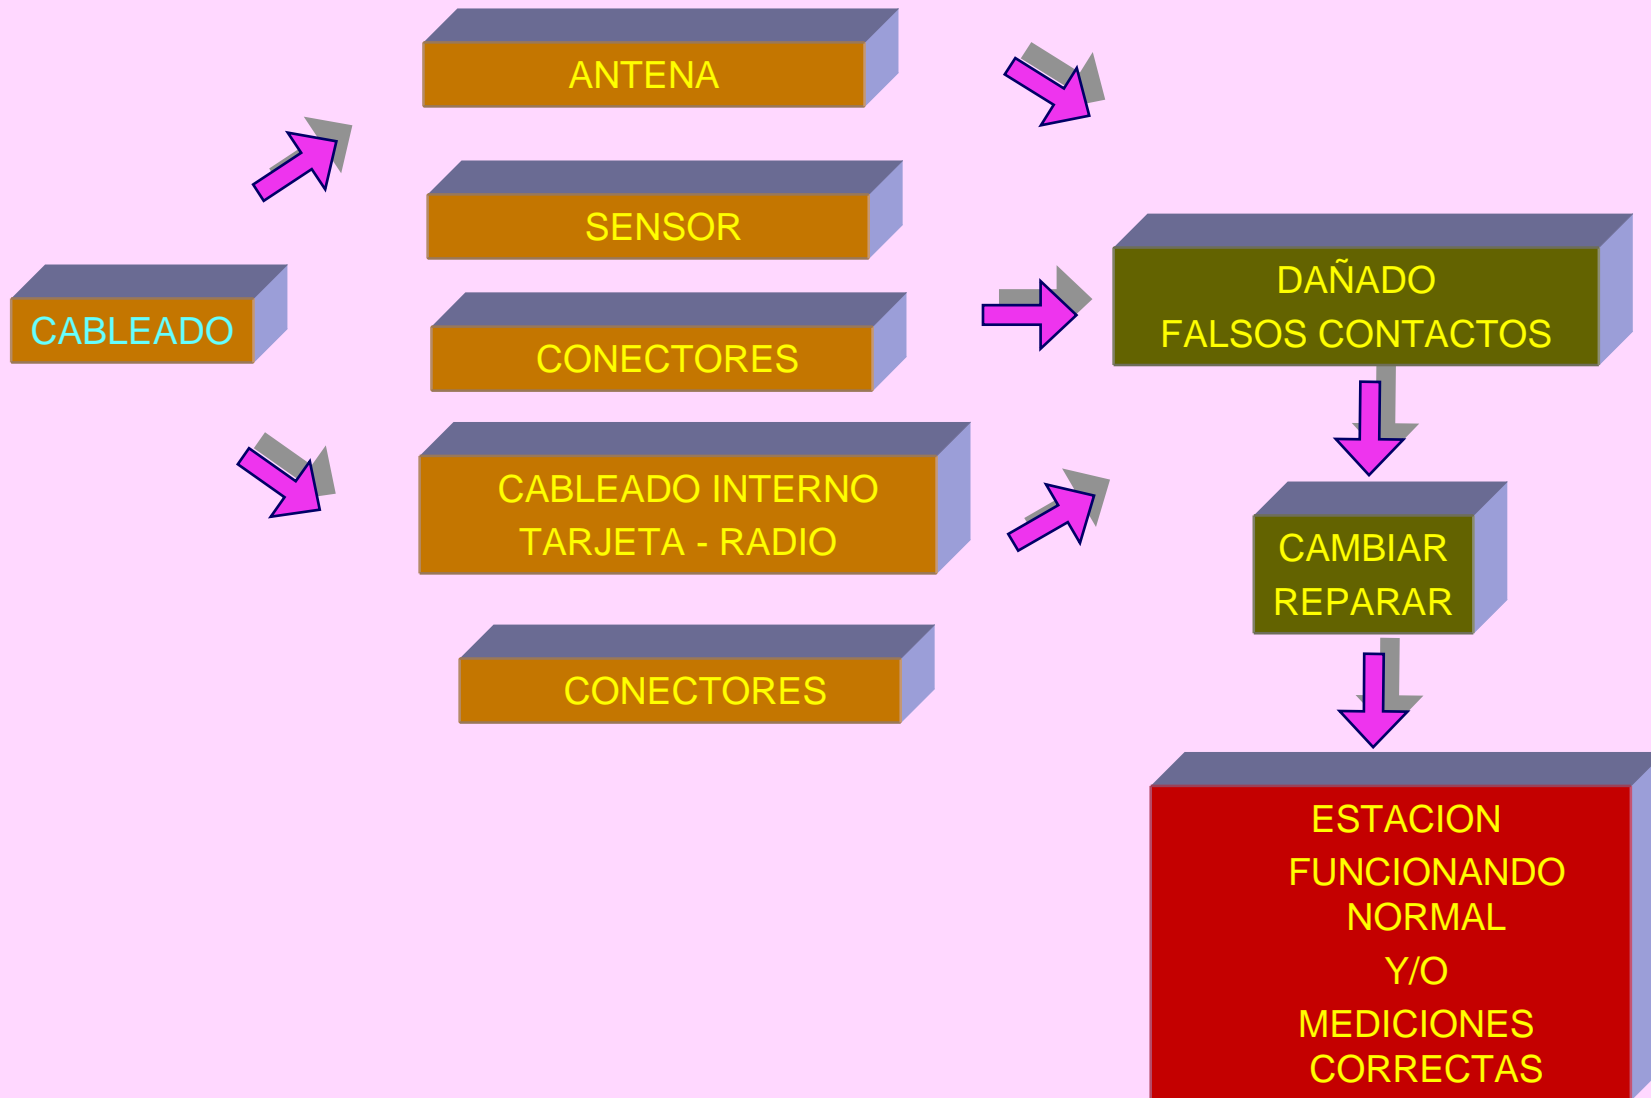 CABLEADO
ANTENA
SENSOR
CONECTORES
CABLEADO INTERNO
TARJETA - RADIO
CONECTORES
DAÑADO
FALSOS CONTACTOS
CAMBIAR
REPARAR
ESTACION
FUNCIONANDO
NORMAL
Y/O
MEDICIONES
CORRECTAS